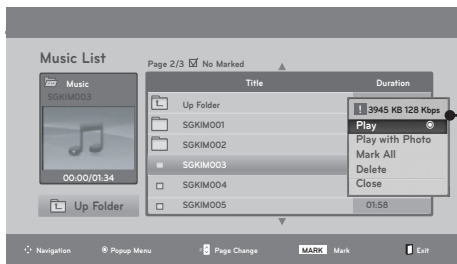 Music List
Page 2/3 No Marked
Music
SGKIM003
00:00/01:34
Up Folder
Title
Duration
Up Folder
SGKIM001
SGKIM002
SGKIM003
SGKIM004
SGKIM005
01:58
3945 KB 128 Kbps
Play
Play with Photo
Mark All
Delete
Close
Navigation
Popup Menu
Page Change
MARK Mark
Exit